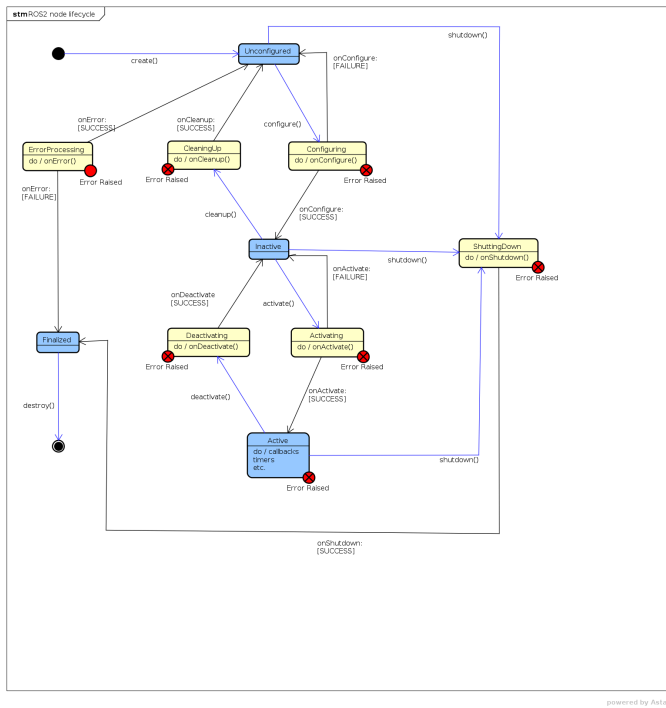 stm ROS2 node lifecycle
shutdown()
Unconfigured
create()
onConfigure:
[FAILURE]
onError:
[SUCCESS]
onCleanup:
[SUCCESS]
configure()
ErrorProcessing
do / onError()
Error Raised
CleaningUp
do / onCleanup()
Error Raised
Configuring
do / onConfigure()
Error Raised
onError:
[FAILURE]
cleanup()
onConfigure:
[SUCCESS]
Inactive
shutdown()
ShuttingDown
do / onShutdown()
Error Raised
onActivate:
[FAILURE]
onDeactivate
[SUCCESS]
activate()
Finalized
Deactivating
do / onDeactivate()
Error Raised
Activating
do / onActivate()
Error Raised
destroy()
deactivate()
onActivate:
[SUCCESS]
Active
do / callbacks
timers
etc.
Error Raised
shutdown()
onShutdown:
[SUCCESS]
powered by Asta